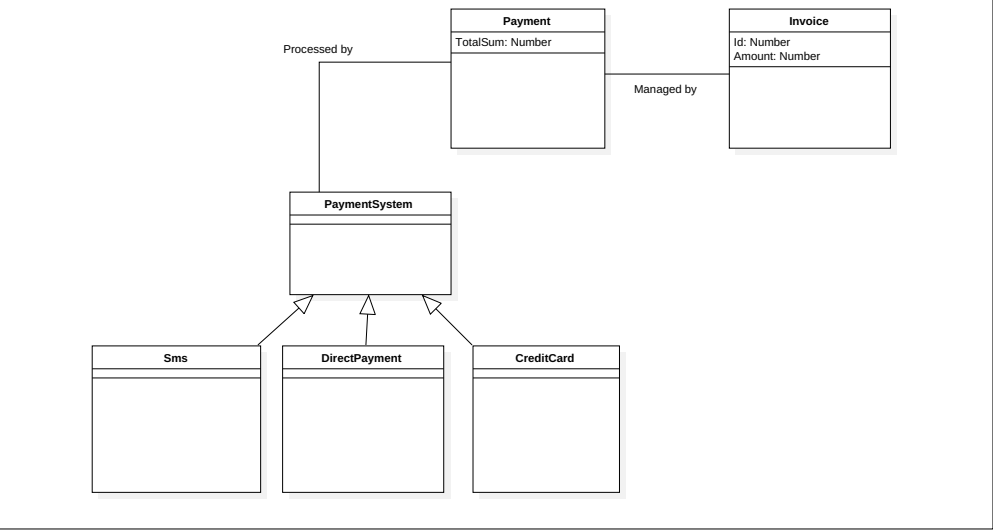 Payment
TotalSum: Number
Invoice
Id: Number
Amount: Number
Processed by
Managed by
PaymentSystem
Sms
DirectPayment
CreditCard